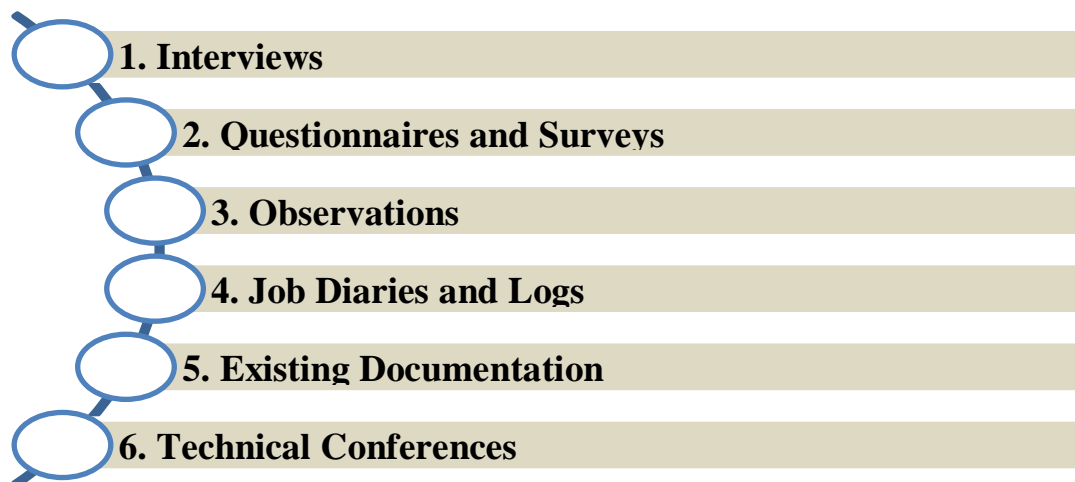 1. Interviews
2. Questionnaires and Surveys
3. Observations
4. Job Diaries and Logs
5. Existing Documentation
6. Technical Conferences